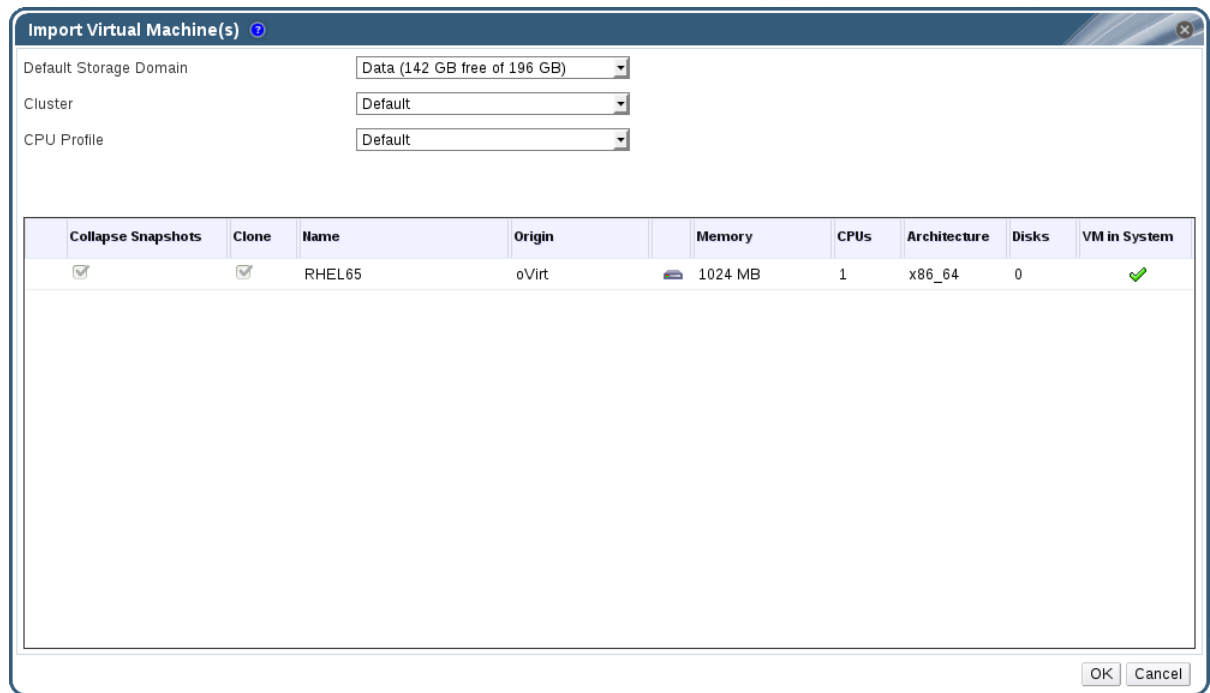 Import Virtual Machine(s) ?
Default Storage Domain Data (142 GB free of 196 GB)
Cluster Default
CPU Profile Default
Collapse Snapshots Clone Name Origin Memory CPUs Architecture Disks VM in System
RHEL65 oVirt 1024 MB 1 x86_64 0
OK Cancel